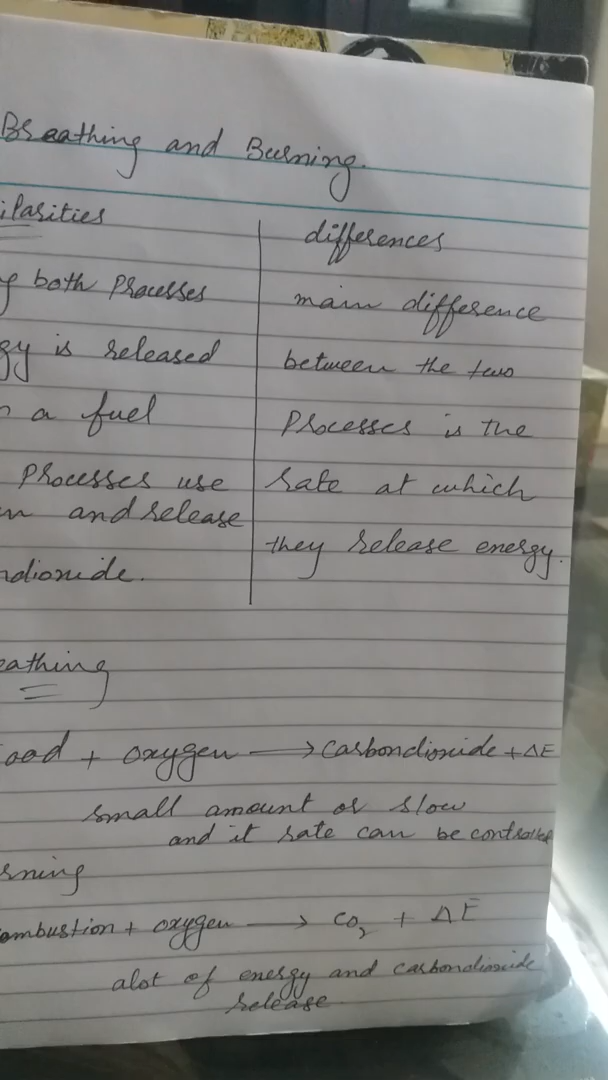 Breathing and Burning.
ilarities
differences
g both Processes
gy is released
a fuel
Processes use
and release
ndioxide.
main difference
between the two
Processes is the
rate at which
they release energy.
eathing
ood + oxygen → carbondioxide + ΔE
small amount or slow
and it rate can be controlled
rning
ombustion + oxygen → CO₂ + ΔE
alot of energy and carbondioxide
release